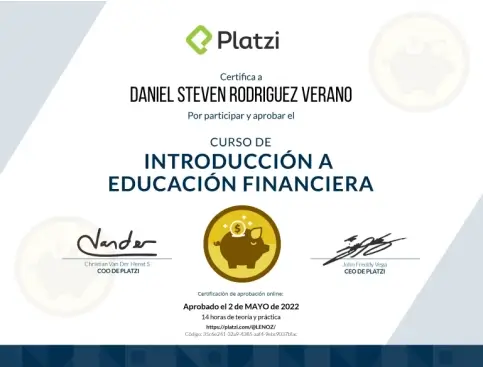 Platzi
Certifica a
DANIEL STEVEN RODRIGUEZ VERANO
Por participar y aprobar el
CURSO DE
INTRODUCCIÓN A
EDUCACIÓN FINANCIERA
$
Christian Van Der Henst S
COO DE PLATZI
John Freddy Vega
CEO DE PLATZI
Certificación de aprobación online:
Aprobado el 2 de MAYO de 2022
14 horas de teoría y práctica
https://platzi.com/@LENOZ/
Código: